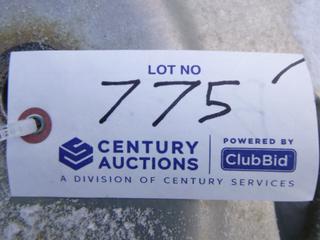 LOT NO
775
CENTURY AUCTIONS
POWERED BY
ClubBid
A DIVISION OF CENTURY SERVICES